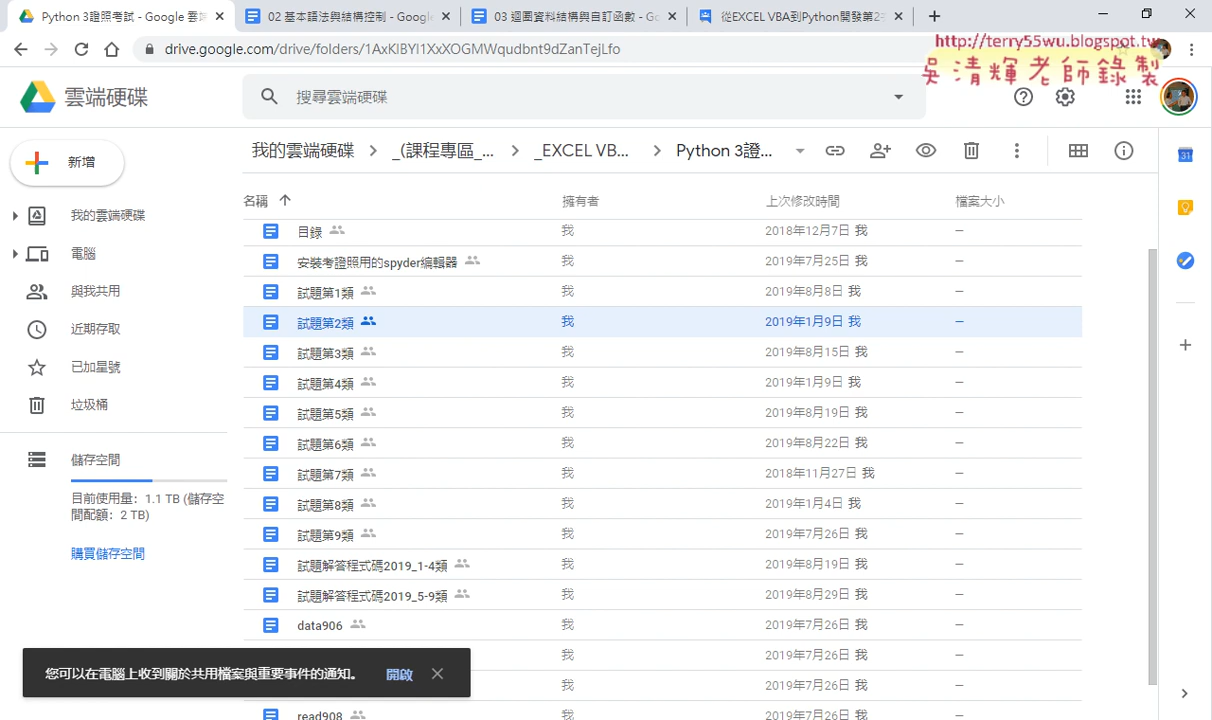 Python 3證照考試 - Google 雲端
02 基本語法與結構控制 - Google
03 迴圈資料結構與自訂函數 - Go
從EXCEL VBA到Python開發第2
drive.google.com/drive/folders/1AxKlBYI1XxXOGMWqudbnt9dZanTejLfo
http://terry55wu.blogspot.tw
吳清輝老師錄製
雲端硬碟
搜尋雲端硬碟
新增
我的雲端硬碟
電腦
與我共用
近期存取
已加星號
垃圾桶
儲存空間
目前使用量：1.1 TB (儲存空
間配額：2 TB)
購買儲存空間
我的雲端硬碟 > _(課程專區_... > _EXCEL VB... > Python 3證...
名稱 擁有者 上次修改時間 檔案大小
目錄 我 2018年12月7日 我 –
安裝考證照用的spyder編輯器 我 2019年7月25日 我 –
試題第1類 我 2019年8月8日 我 –
試題第2類 我 2019年1月9日 我 –
試題第3類 我 2019年8月15日 我 –
試題第4類 我 2019年1月9日 我 –
試題第5類 我 2019年8月19日 我 –
試題第6類 我 2019年8月22日 我 –
試題第7類 我 2018年11月27日 我 –
試題第8類 我 2019年1月4日 我 –
試題第9類 我 2019年7月26日 我 –
試題解答程式碼2019_1-4類 我 2019年8月19日 我 –
試題解答程式碼2019_5-9類 我 2019年8月29日 我 –
data906 我 2019年7月26日 我 –
我 2019年7月26日 我 –
我 2019年7月26日 我 –
read908 我 2019年7月26日 我 –
您可以在電腦上收到關於共用檔案與重要事件的通知。 開啟
31